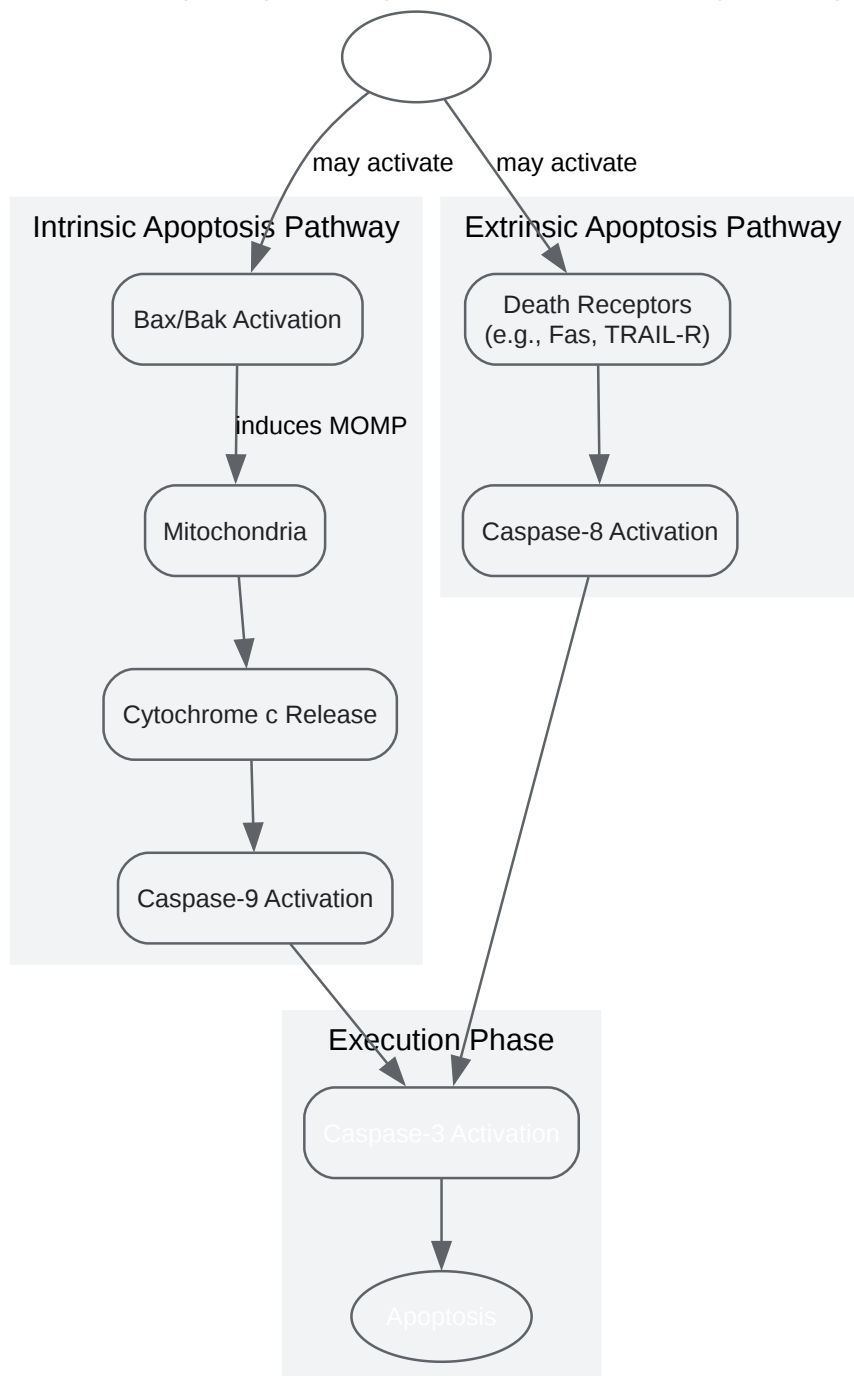 may activate
may activate
Intrinsic Apoptosis Pathway
Extrinsic Apoptosis Pathway
Bax/Bak Activation
Death Receptors
(e.g., Fas, TRAIL-R)
induces MOMP
Mitochondria
Caspase-8 Activation
Cytochrome c Release
Caspase-9 Activation
Execution Phase
Caspase-3 Activation
Apoptosis